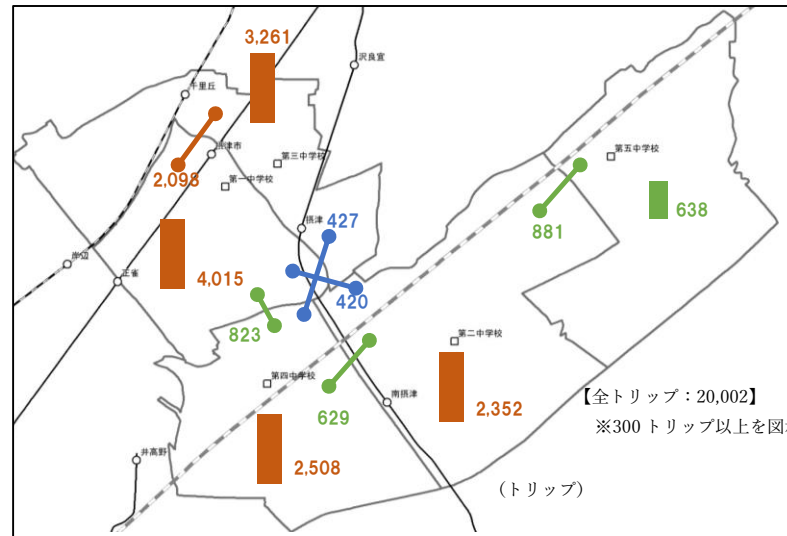 3,261
沢良宜
千里丘
摂津市
第三中学校
第五中学校
2,098
第一中学校
638
摂津
427
881
岸辺
正雀
4,015
420
823
第二中学校
第四中学校
南摂津
629
2,352
【全トリップ:20,002】
※300 トリップ以上を図
井高野
2,508
(トリップ)